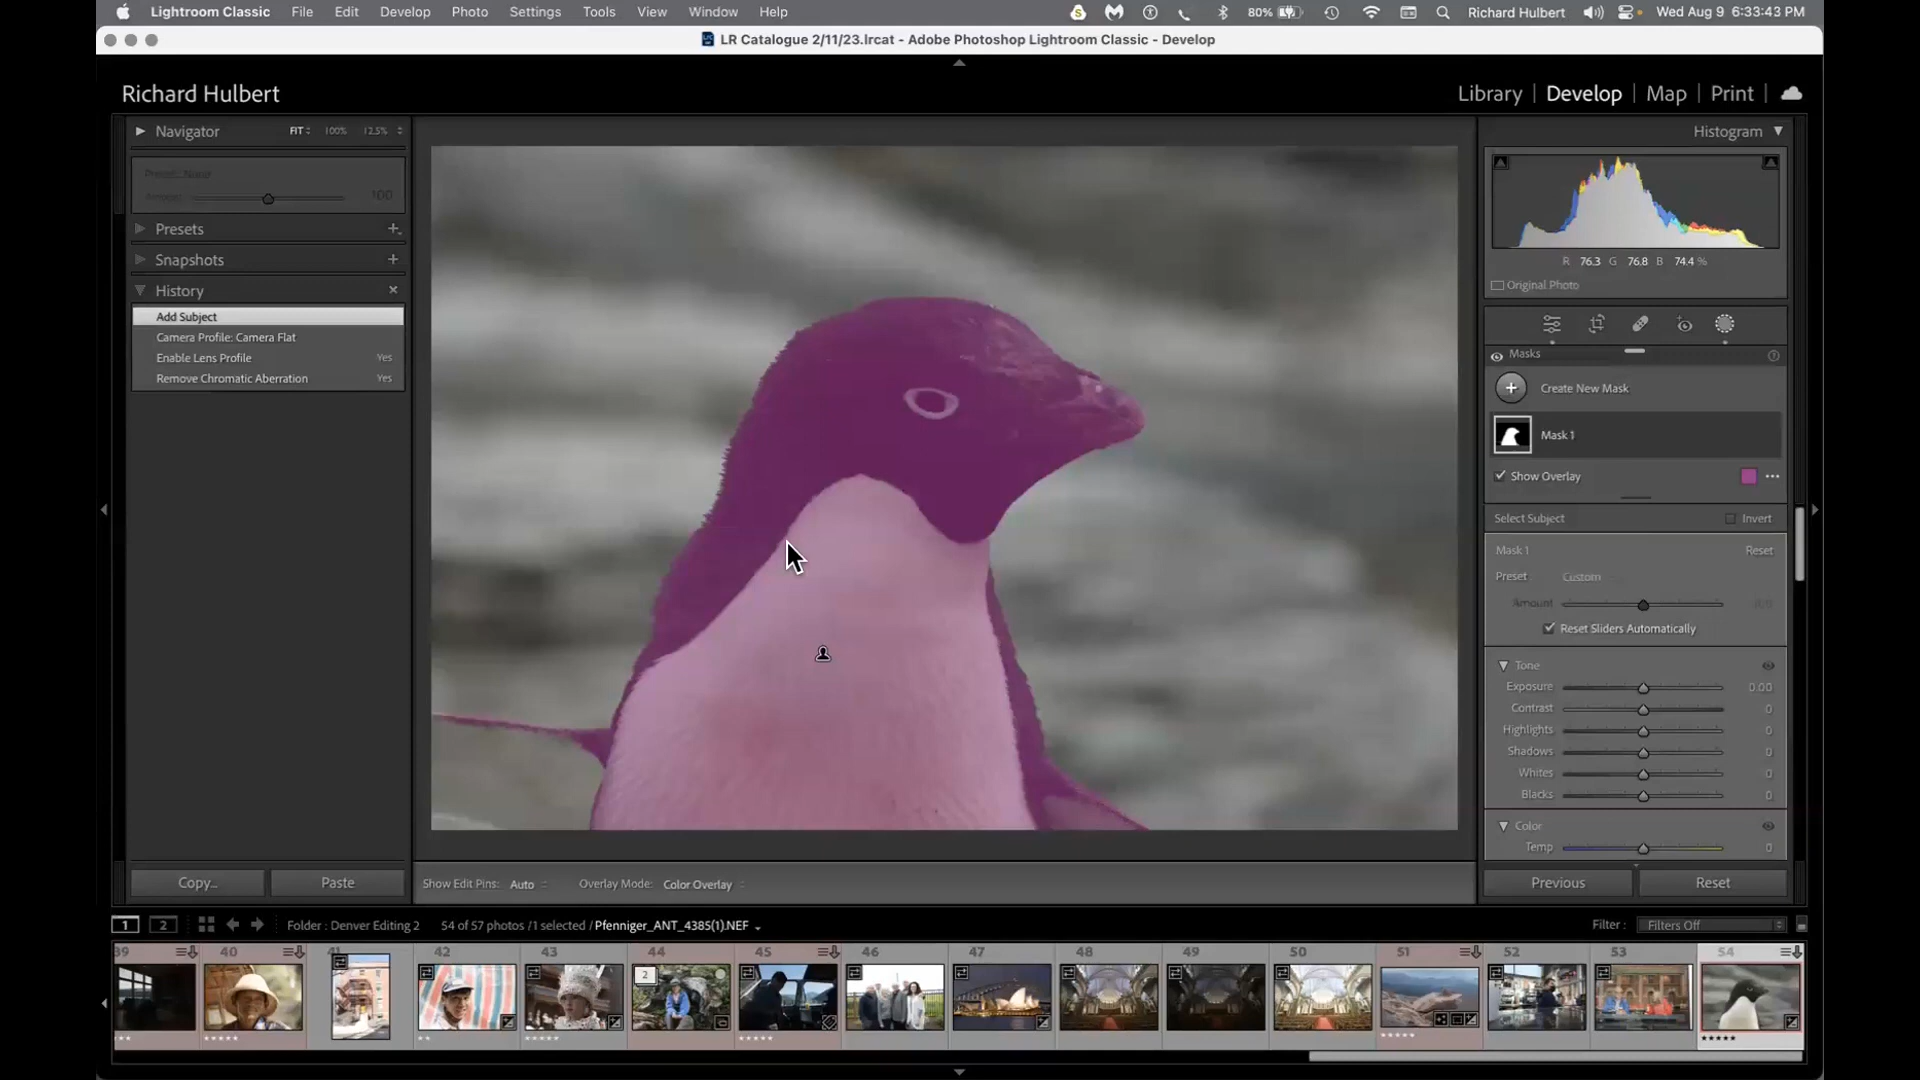 Lightroom Classic File Edit Develop Photo Settings Tools View Window Help 80% Richard Hulbert Wed Aug 9 6:33:43 PM
LR Catalogue 2/11/23.lrcat - Adobe Photoshop Lightroom Classic - Develop
Richard Hulbert Library | Develop | Map | Print |
Navigator FIT 100% 12.5%
Histogram
Preset: None
Amount 100
Presets
Snapshots
History
Add Subject
Camera Profile: Camera Flat
Enable Lens Profile Yes
Remove Chromatic Aberration Yes
R 76.3 G 76.8 B 74.4 %
Original Photo
Masks
Create New Mask
Mask 1
Show Overlay
Select Subject Invert
Mask 1 Reset
Preset Custom
Amount
Reset Sliders Automatically
Tone
Exposure 0.00
Contrast 0
Highlights 0
Shadows 0
Whites 0
Blacks 0
Color
Temp 0
Copy... Paste Show Edit Pins: Auto Overlay Mode: Color Overlay Previous Reset
1 2 Folder : Denver Editing 2 54 of 57 photos /1 selected / Pfenniger_ANT_4385(1).NEF Filter : Filters Off
39 40 41 42 43 44 45 46 47 48 49 50 51 52 53 54
2